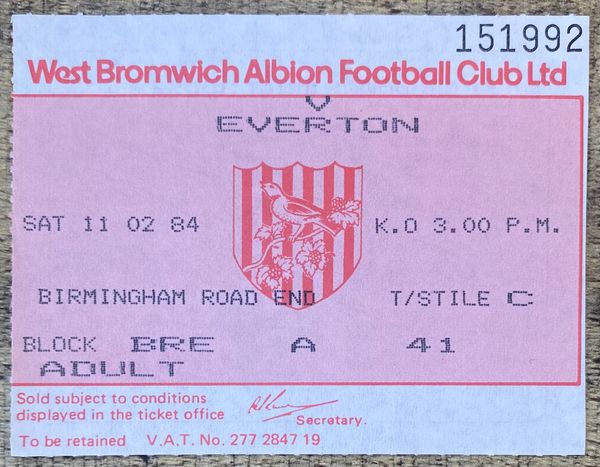 151992
West Bromwich Albion Football Club Ltd
V
EVERTON
SAT 11 02 84 K.O 3.00 P.M.
BIRMINGHAM ROAD END T/STILE C
BLOCK BRE A 41
ADULT
Sold subject to conditions
displayed in the ticket office
Secretary.
To be retained V.A.T. No. 277 2847 19